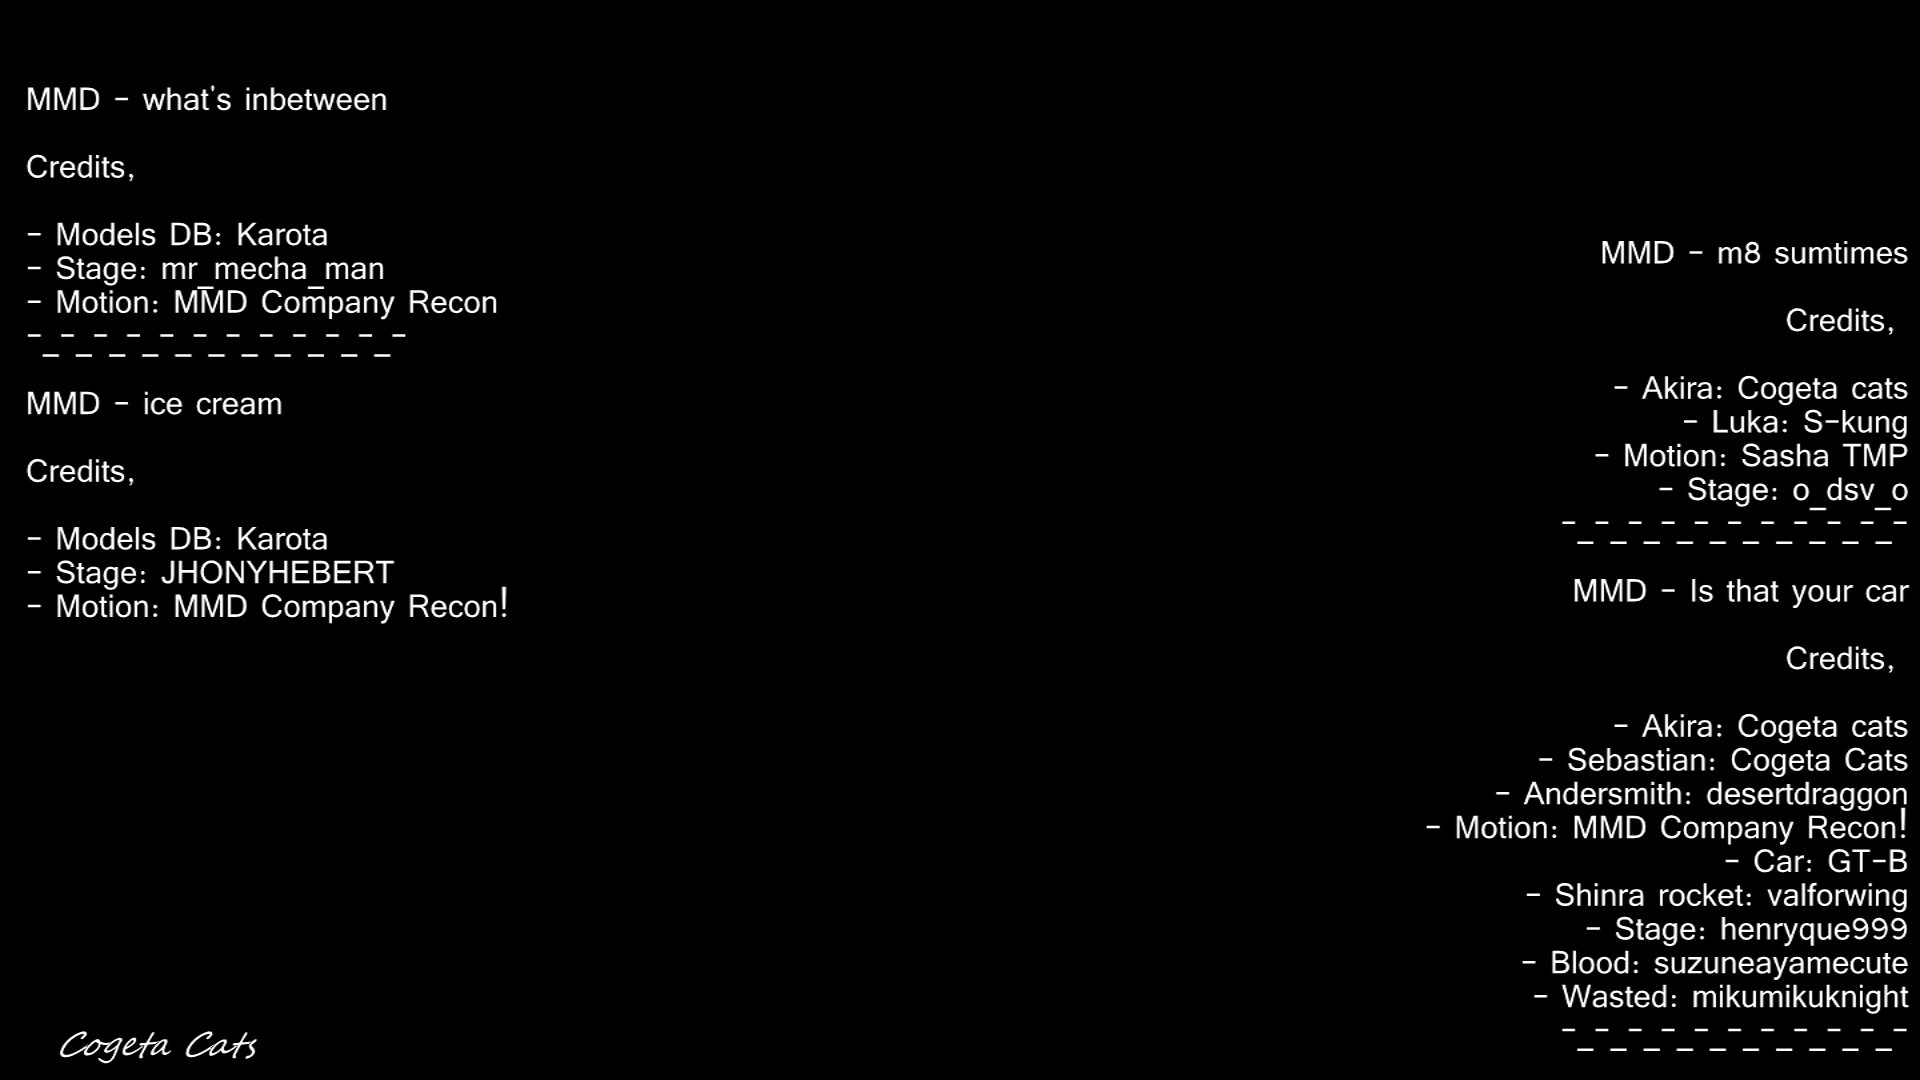 MMD - what's inbetween
Credits,
- Models DB: Karota
- Stage: mr_mecha_man
- Motion: MMD Company Recon
- - - - - - - - - - - -
_ _ _ _ _ _ _ _ _ _ _
MMD - ice cream
Credits,
- Models DB: Karota
- Stage: JHONYHEBERT
- Motion: MMD Company Recon!
MMD - m8 sumtimes
Credits,
- Akira: Cogeta cats
- Luka: S-kung
- Motion: Sasha TMP
- Stage: o_dsv_o
- - - - - - - - - - -
_ _ _ _ _ _ _ _ _ _
MMD - Is that your car
Credits,
- Akira: Cogeta cats
- Sebastian: Cogeta Cats
- Andersmith: desertdraggon
- Motion: MMD Company Recon!
- Car: GT-B
- Shinra rocket: valforwing
- Stage: henryque999
- Blood: suzuneayamecute
- Wasted: mikumikuknight
- - - - - - - - - - -
_ _ _ _ _ _ _ _ _ _
Cogeta Cats